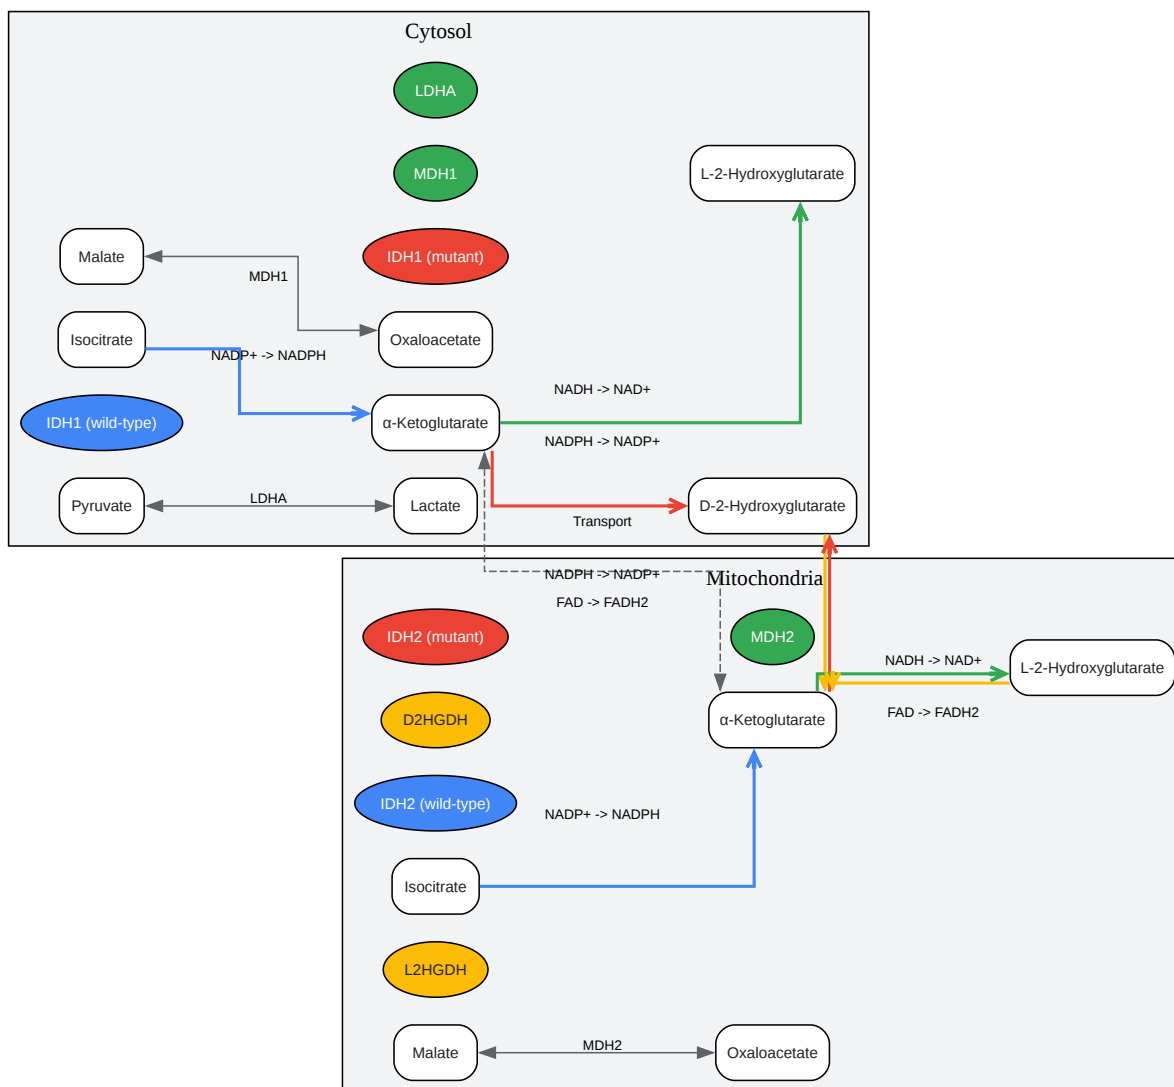 Cytosol
LDHA
MDH1
L-2-Hydroxyglutarate
Malate
MDH1
IDH1 (mutant)
Isocitrate
NADP+ -> NADPH
Oxaloacetate
IDH1 (wild-type)
α-Ketoglutarate
NADH -> NAD+
NADPH -> NADP+
Pyruvate
LDHA
Lactate
Transport
D-2-Hydroxyglutarate
NADPH -> NADP+
FAD -> FADH2
Mitochondria
IDH2 (mutant)
MDH2
NADH -> NAD+
L-2-Hydroxyglutarate
D2HGDH
α-Ketoglutarate
FAD -> FADH2
IDH2 (wild-type)
NADP+ -> NADPH
Isocitrate
L2HGDH
Malate
MDH2
Oxaloacetate